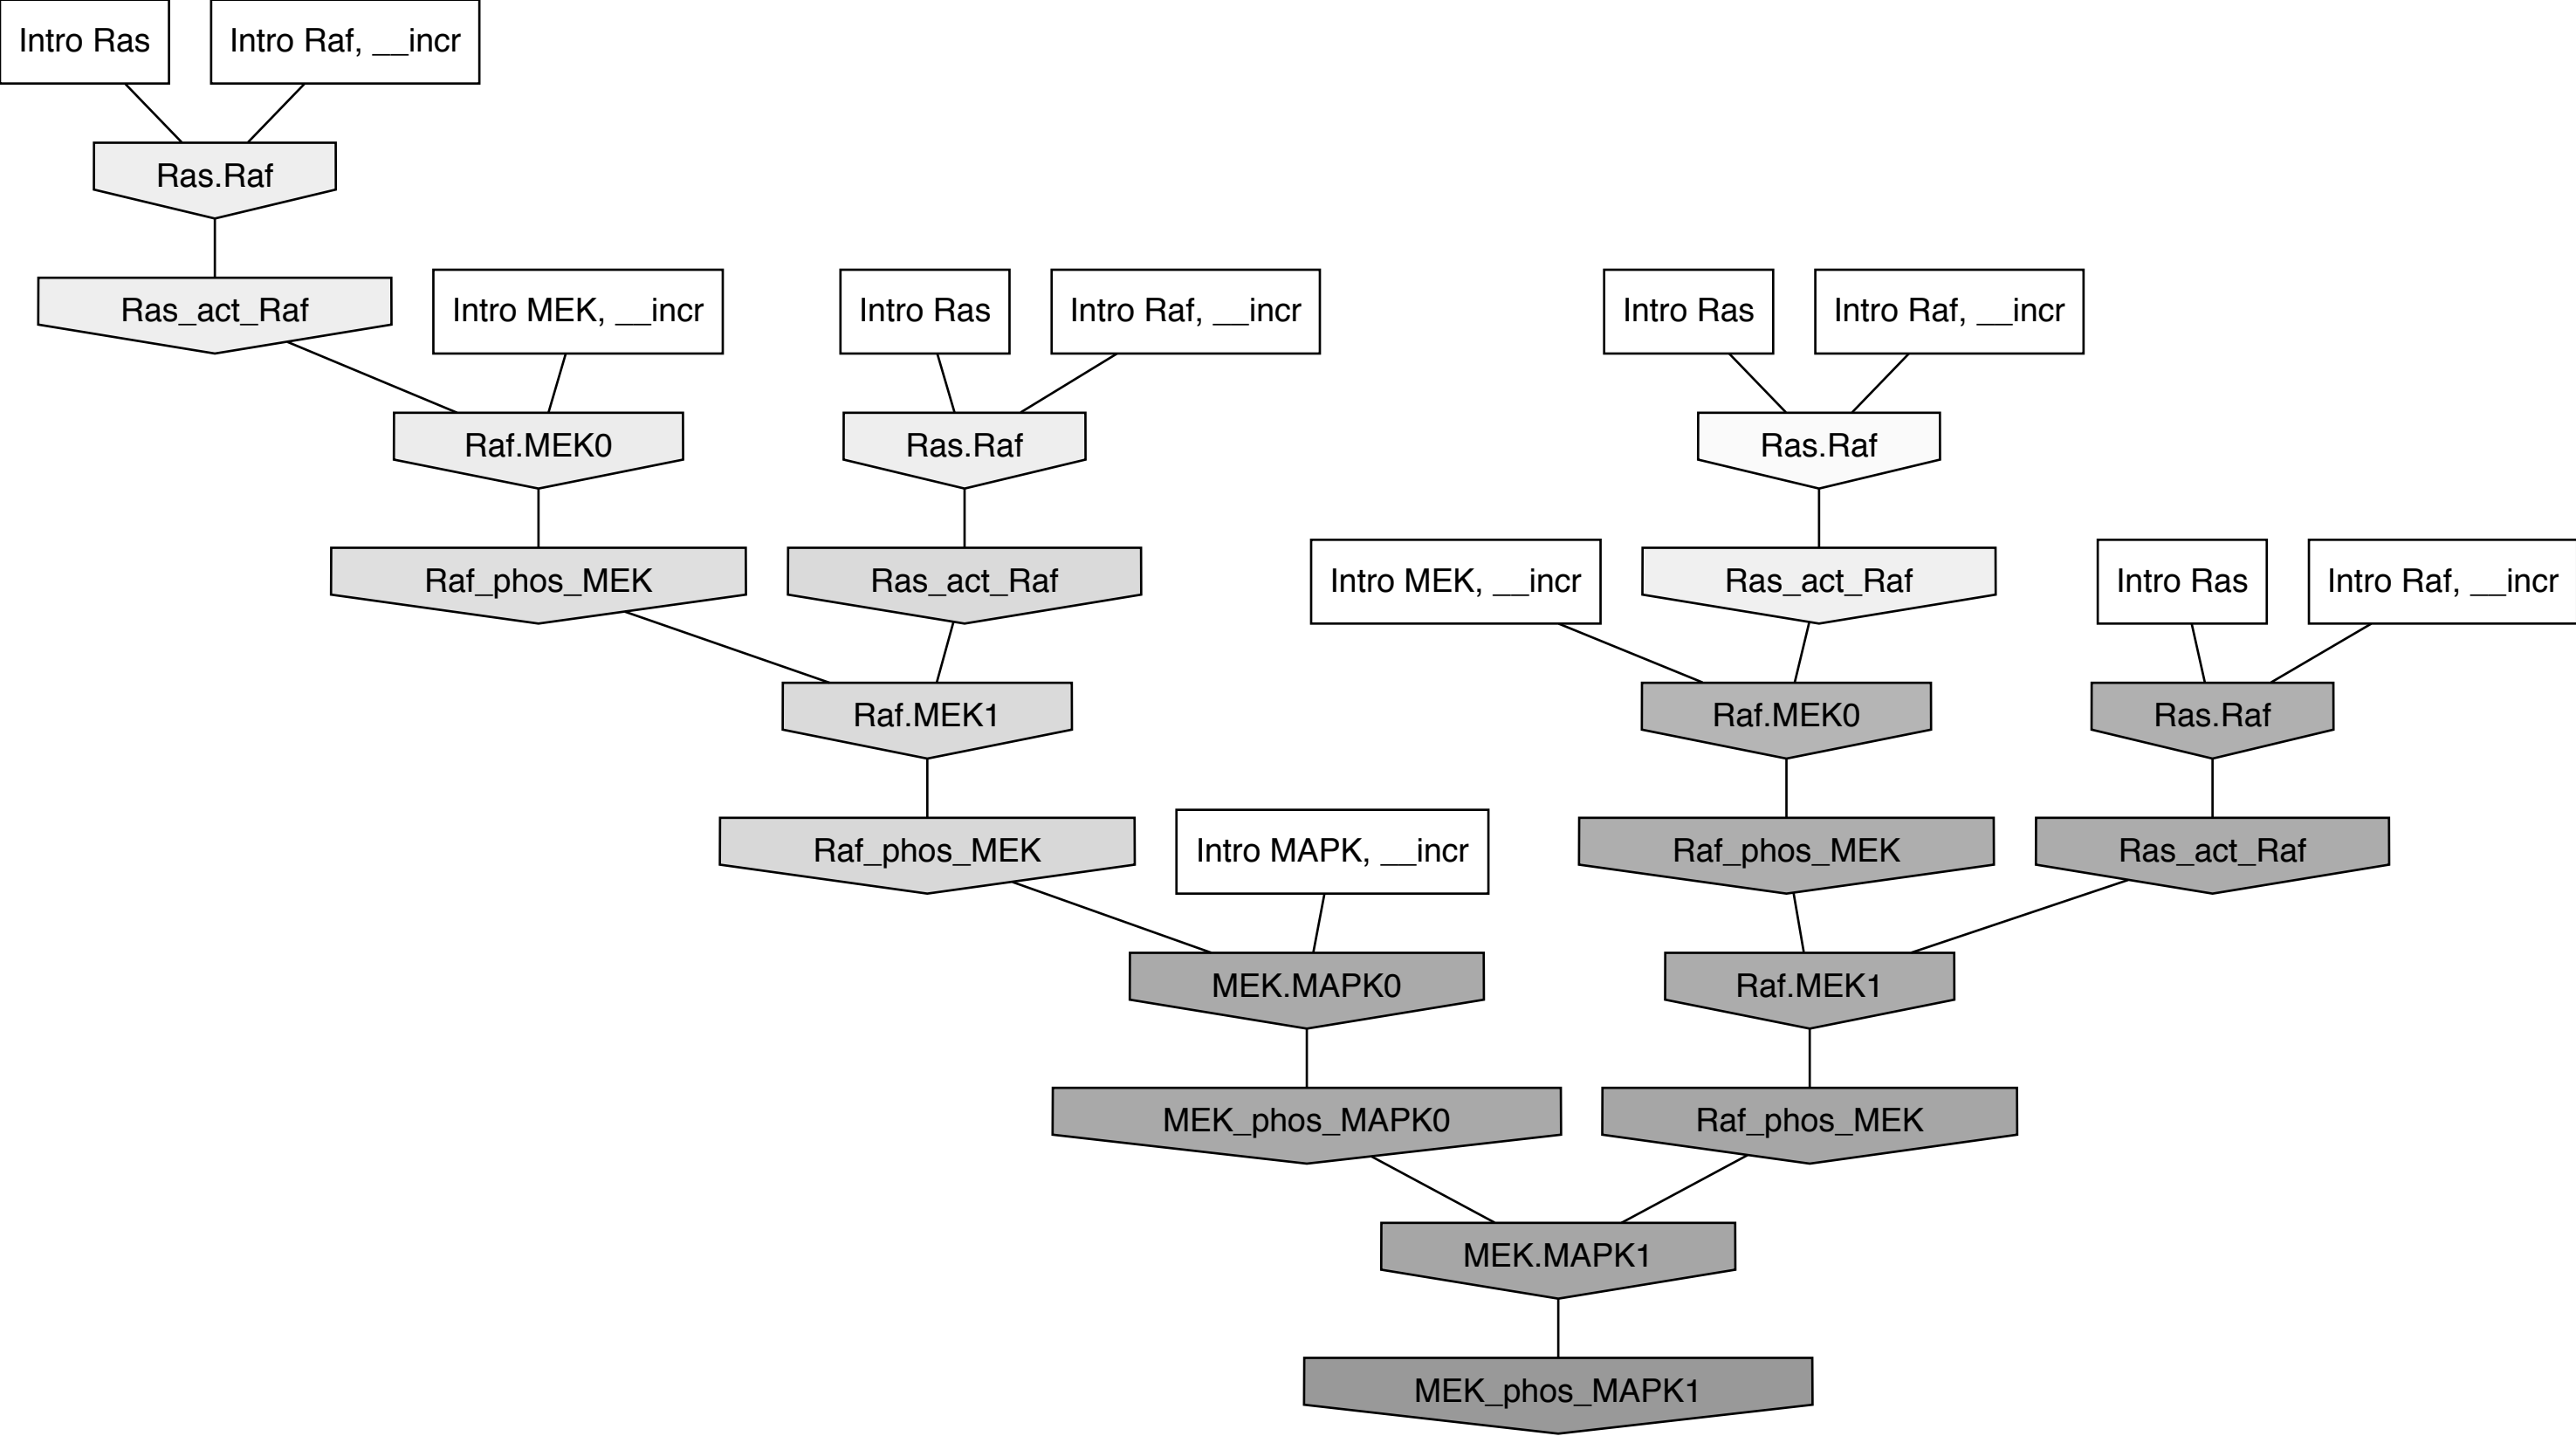 Intro Ras
Intro Raf, __incr
Ras.Raf
Ras_act_Raf
Intro MEK, __incr
Intro Ras
Intro Raf, __incr
Intro Ras
Intro Raf, __incr
Raf.MEK0
Ras.Raf
Ras.Raf
Raf_phos_MEK
Ras_act_Raf
Intro MEK, __incr
Ras_act_Raf
Intro Ras
Intro Raf, __incr
Raf.MEK1
Raf.MEK0
Ras.Raf
Raf_phos_MEK
Intro MAPK, __incr
Raf_phos_MEK
Ras_act_Raf
MEK.MAPK0
Raf.MEK1
MEK_phos_MAPK0
Raf_phos_MEK
MEK.MAPK1
MEK_phos_MAPK1